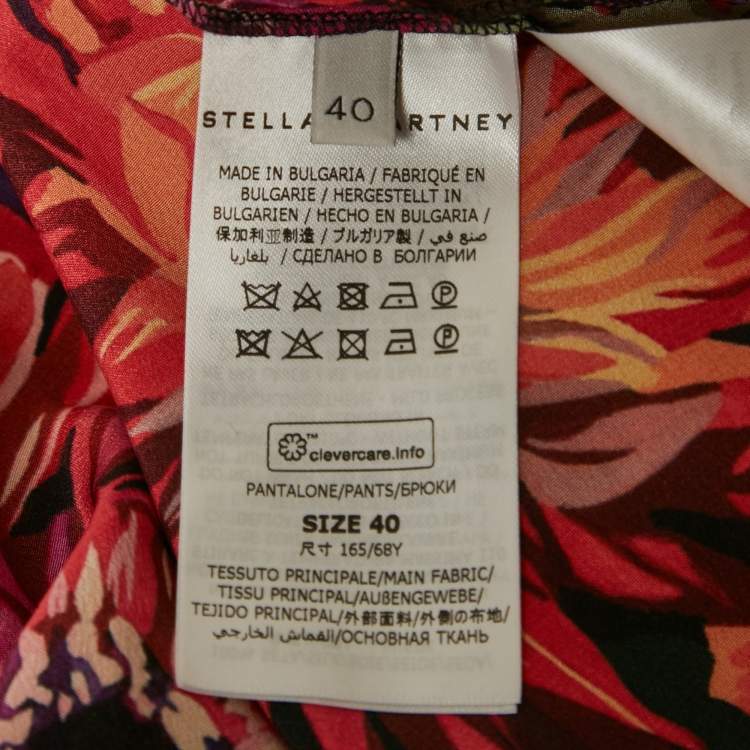 40
STELLA ARTNEY
MADE IN BULGARIA / FABRIQUÉ EN
BULGARIE / HERGESTELLT IN
BULGARIEN / HECHO EN BULGARIA /
保加利亚制造 / ブルガリア製 / صنع في
بلغاريا / СДЕЛАНО В БОЛГАРИИ
P
P
clevercare.info™
PANTALONE/PANTS/БРЮКИ
SIZE 40
尺寸 165/68Y
TESSUTO PRINCIPALE/MAIN FABRIC/
TISSU PRINCIPAL/AUßENGEWEBE/
TEJIDO PRINCIPAL/外部面料/外側の布地/
القماش الخارجي/ОСНОВНАЯ ТКАНЬ